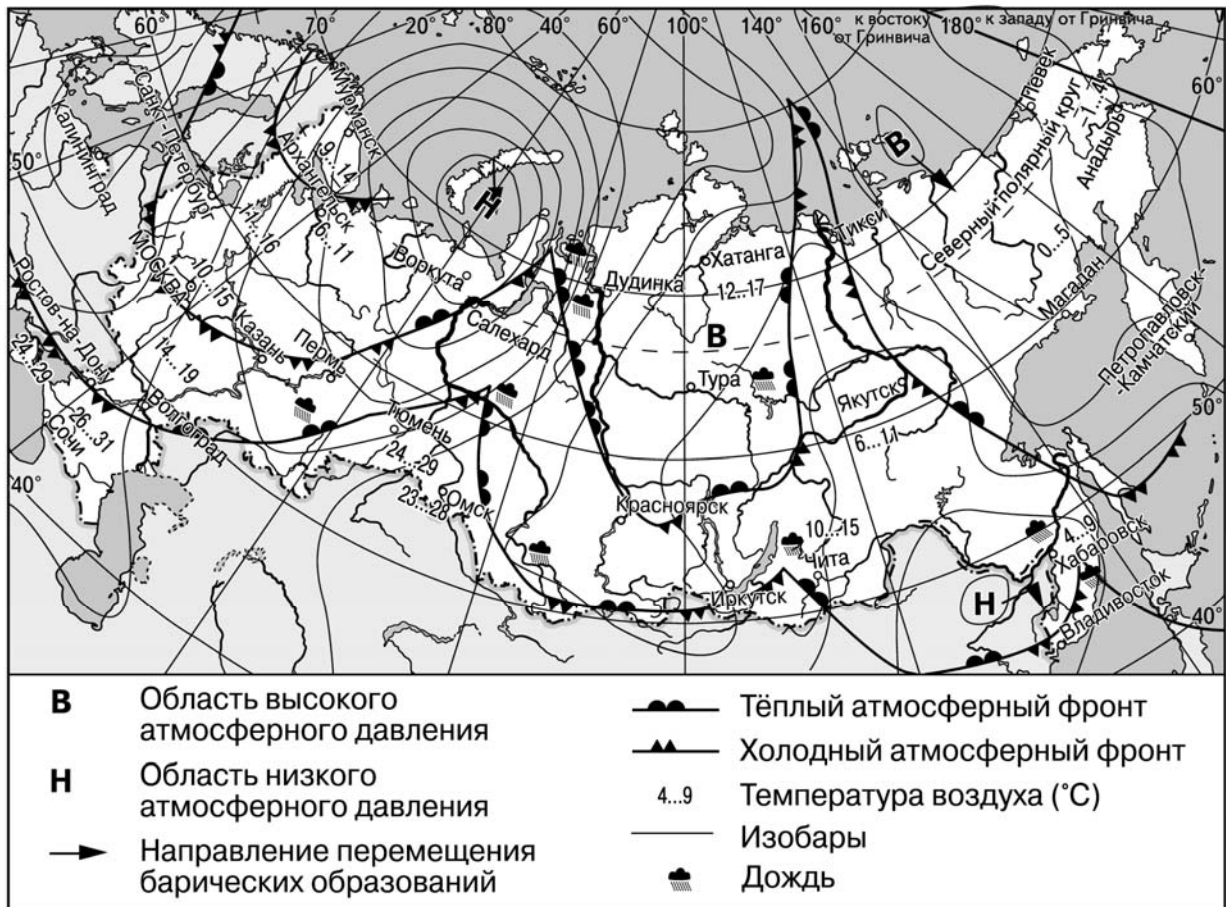 60°
70°
20°
80°
40°
60°
100°
140°
160°
к востоку
от Гринвича
180°
к западу от Гринвича
60°
50°
40°
50°
40°
Калининград
Санкт-Петербург
Мурманск
Архангельск
9...14
11...16
6...11
МОСКВА
10...15
Ростов-на-Дону
24...29
26...31
Сочи
14...19
Казань
Волгоград
Пермь
Воркута
Н
Салехард
Тюмень
24...29
23...28
Омск
Дудинка
Хатанга
12...17
В
Тура
Красноярск
Иркутск
10...15
Чита
Тикси
Якутск
6...11
В
Певек
Северный полярный круг
–1...4
Анадырь
0...5
Магадан
Петропавловск-
-Камчатский
4...9
Хабаровск
Н
Владивосток
В
Область высокого
атмосферного давления
Н
Область низкого
атмосферного давления
Направление перемещения
барических образований
Тёплый атмосферный фронт
Холодный атмосферный фронт
4...9
Температура воздуха (°С)
Изобары
Дождь